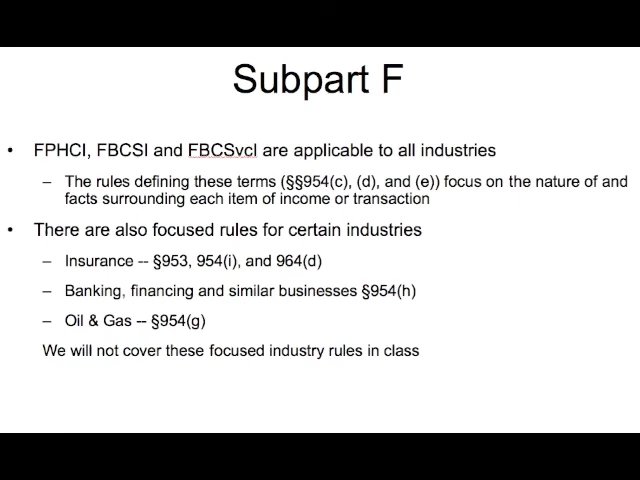 Subpart F
• FPHCI, FBCSI and FBCSvcI are applicable to all industries
– The rules defining these terms (§§954(c), (d), and (e)) focus on the nature of and
facts surrounding each item of income or transaction
• There are also focused rules for certain industries
– Insurance -- §953, 954(i), and 964(d)
– Banking, financing and similar businesses §954(h)
– Oil & Gas -- §954(g)
We will not cover these focused industry rules in class